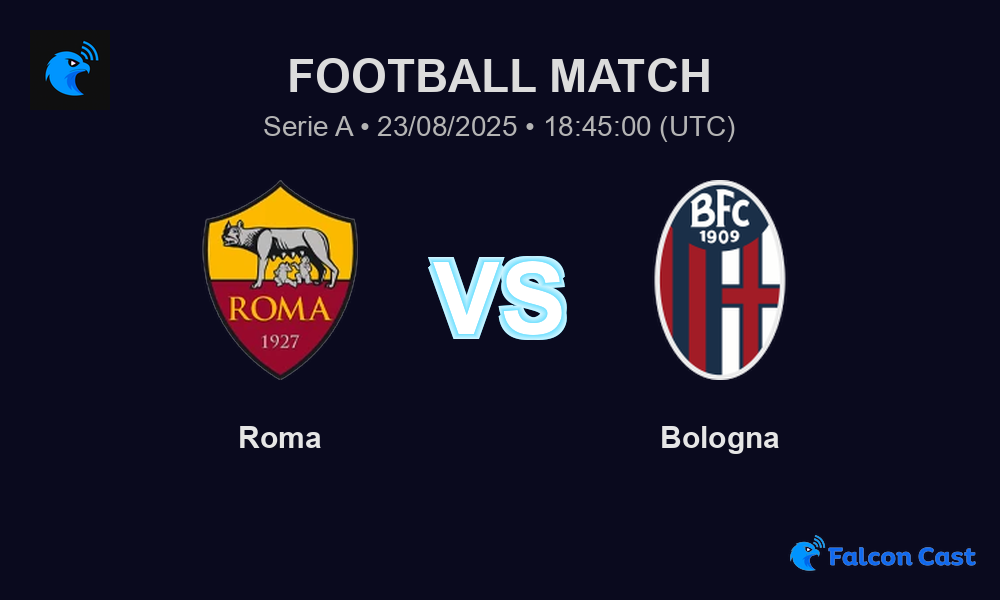 FOOTBALL MATCH
Serie A • 23/08/2025 • 18:45:00 (UTC)
ROMA
1927
VS
BFC
1909
Roma
Bologna
Falcon Cast